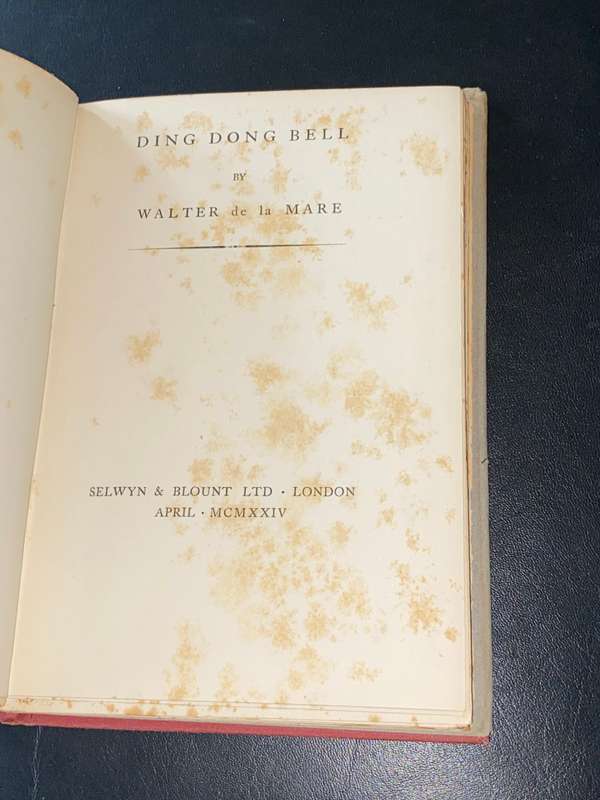 DING DONG BELL
BY
WALTER de la MARE
SELWYN & BLOUNT LTD · LONDON
APRIL · MCMXXIV